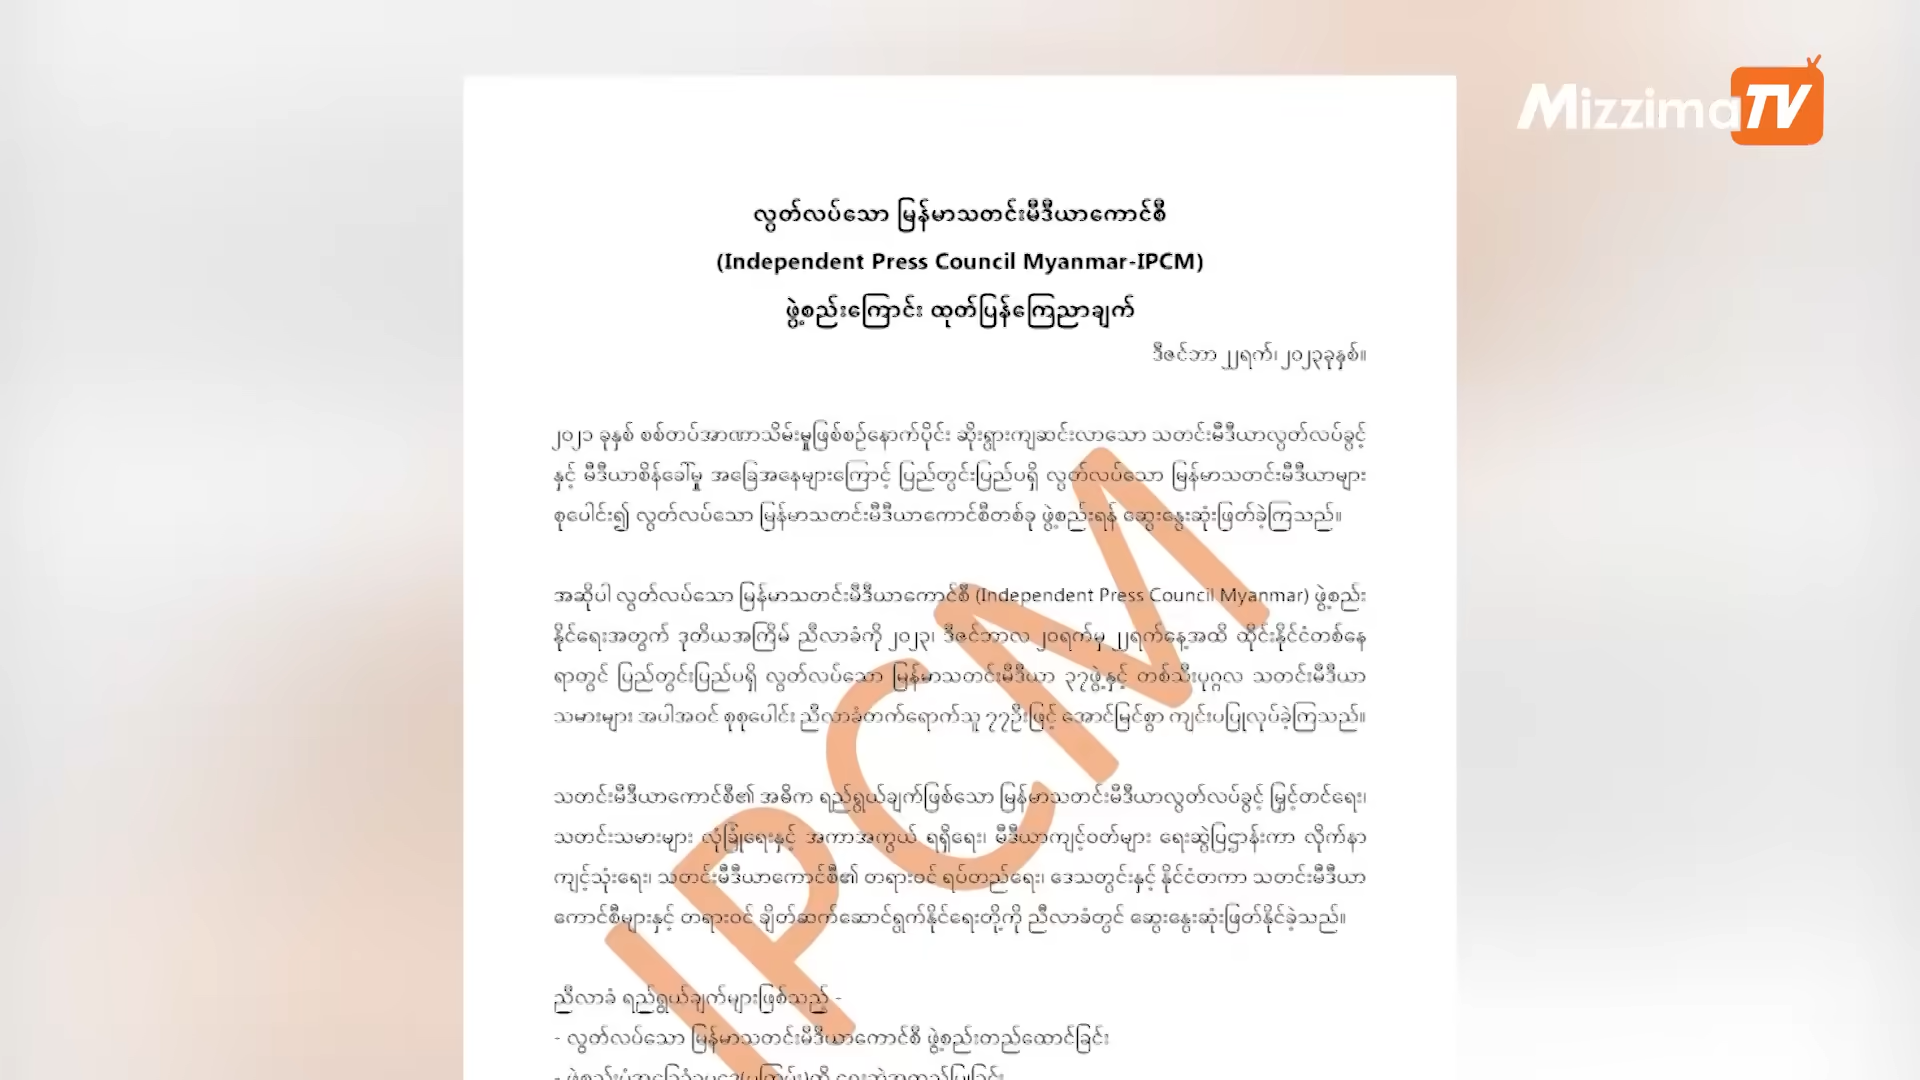 Mizzima TV
လွတ်လပ်သော မြန်မာသတင်းမီဒီယာကောင်စီ
(Independent Press Council Myanmar-IPCM)
ဖွဲ့စည်းကြောင်း ထုတ်ပြန်ကြေညာချက်
ဒီဇင်ဘာ ၂၂ရက်၊၂၀၂၃ခုနှစ်။
၂၀၂၁ ခုနှစ် စစ်တပ်အာဏာသိမ်းမှုဖြစ်စဉ်နောက်ပိုင်း ဆိုးရွားကျဆင်းလာသော သတင်းမီဒီယာလွတ်လပ်ခွင့်
နှင့် မီဒီယာစိန်ခေါ်မှု အခြေအနေများကြောင့် ပြည်တွင်းပြည်ပရှိ လွတ်လပ်သော မြန်မာသတင်းမီဒီယာများ
စုပေါင်း၍ လွတ်လပ်သော မြန်မာသတင်းမီဒီယာကောင်စီတစ်ခု ဖွဲ့စည်းရန် ဆွေးနွေးဆုံးဖြတ်ခဲ့ကြသည်။
အဆိုပါ လွတ်လပ်သော မြန်မာသတင်းမီဒီယာကောင်စီ (Independent Press Council Myanmar) ဖွဲ့စည်း
နိုင်ရေးအတွက် ဒုတိယအကြိမ် ညီလာခံကို ၂၀၂၃၊ ဒီဇင်ဘာလ ၂၀ရက်မှ ၂၂ရက်နေ့အထိ ထိုင်းနိုင်ငံတစ်နေ
ရာတွင် ပြည်တွင်းပြည်ပရှိ လွတ်လပ်သော မြန်မာသတင်းမီဒီယာ ၃၇ဖွဲ့နှင့် တစ်သီးပုဂ္ဂလ သတင်းမီဒီယာ
သမားများ အပါအဝင် စုစုပေါင်း ညီလာခံတက်ရောက်သူ ၇၇ဦးဖြင့် အောင်မြင်စွာ ကျင်းပပြုလုပ်ခဲ့ကြသည်။
သတင်းမီဒီယာကောင်စီ၏ အဓိက ရည်ရွယ်ချက်ဖြစ်သော မြန်မာသတင်းမီဒီယာလွတ်လပ်ခွင့် မြှင့်တင်ရေး၊
သတင်းသမားများ လုံခြုံရေးနှင့် အကာအကွယ် ရရှိရေး၊ မီဒီယာကျင့်ဝတ်များ ရေးဆွဲပြဋ္ဌာန်းကာ လိုက်နာ
ကျင့်သုံးရေး၊ သတင်းမီဒီယာကောင်စီ၏ တရားဝင် ရပ်တည်ရေး၊ ဒေသတွင်းနှင့် နိုင်ငံတကာ သတင်းမီဒီယာ
ကောင်စီများနှင့် တရားဝင် ချိတ်ဆက်ဆောင်ရွက်နိုင်ရေးတို့ကို ညီလာခံတွင် ဆွေးနွေးဆုံးဖြတ်နိုင်ခဲ့သည်။
ညီလာခံ ရည်ရွယ်ချက်များဖြစ်သည့် -
- လွတ်လပ်သော မြန်မာသတင်းမီဒီယာကောင်စီ ဖွဲ့စည်းတည်ထောင်ခြင်း
IPCM